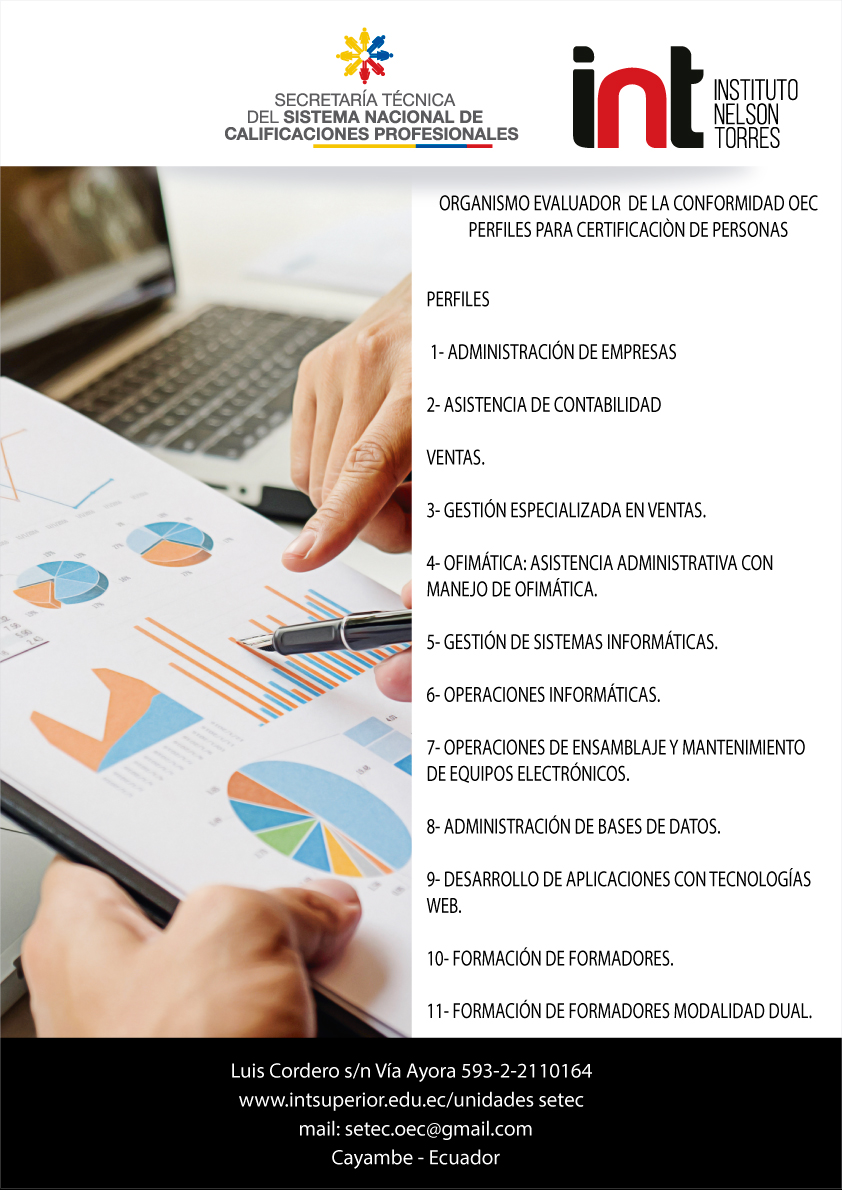 SECRETARÍA TÉCNICA
DEL SISTEMA NACIONAL DE
CALIFICACIONES PROFESIONALES
int
INSTITUTO
NELSON
TORRES
ORGANISMO EVALUADOR DE LA CONFORMIDAD OEC
PERFILES PARA CERTIFICACIÒN DE PERSONAS
PERFILES
1- ADMINISTRACIÓN DE EMPRESAS
2- ASISTENCIA DE CONTABILIDAD
VENTAS.
3- GESTIÓN ESPECIALIZADA EN VENTAS.
4- OFIMÁTICA: ASISTENCIA ADMINISTRATIVA CON
MANEJO DE OFIMÁTICA.
5- GESTIÓN DE SISTEMAS INFORMÁTICAS.
6- OPERACIONES INFORMÁTICAS.
7- OPERACIONES DE ENSAMBLAJE Y MANTENIMIENTO
DE EQUIPOS ELECTRÓNICOS.
8- ADMINISTRACIÓN DE BASES DE DATOS.
9- DESARROLLO DE APLICACIONES CON TECNOLOGÍAS
WEB.
10- FORMACIÓN DE FORMADORES.
11- FORMACIÓN DE FORMADORES MODALIDAD DUAL.
Luis Cordero s/n Vía Ayora 593-2-2110164
www.intsuperior.edu.ec/unidades setec
mail: setec.oec@gmail.com
Cayambe - Ecuador